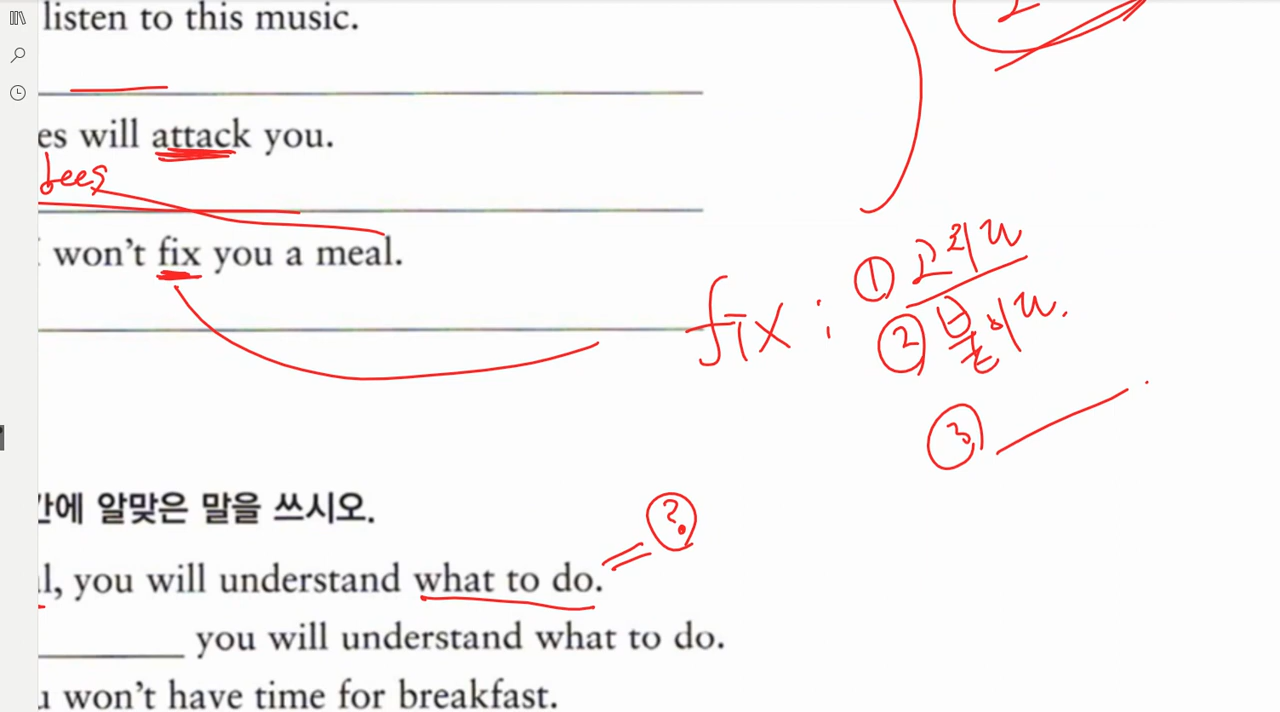 listen to this music.
es will attack you.
bees
won't fix you a meal.
fix : ① 고치다
② 붙이다.
③
간에 알맞은 말을 쓰시오.
l, you will understand what to do. = ?
you will understand what to do.
u won't have time for breakfast.